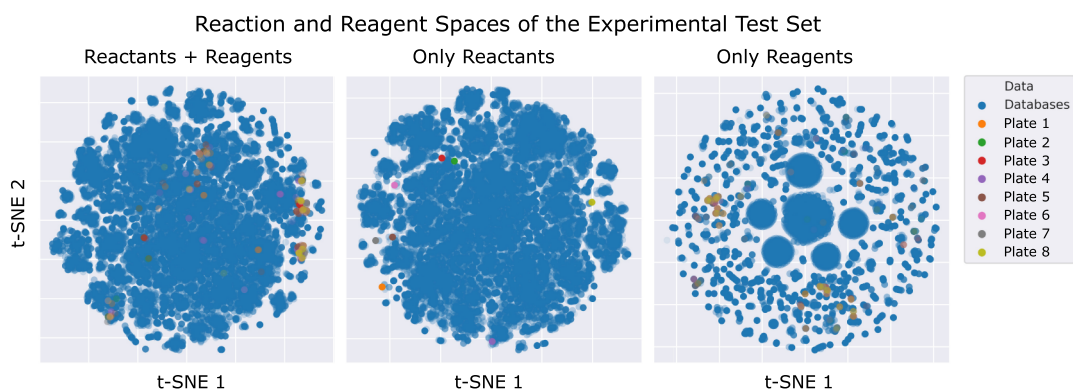 Reaction and Reagent Spaces of the Experimental Test Set
Reactants + Reagents
Only Reactants
Only Reagents
t-SNE 2
t-SNE 1
t-SNE 1
t-SNE 1
Data
Databases
Plate 1
Plate 2
Plate 3
Plate 4
Plate 5
Plate 6
Plate 7
Plate 8